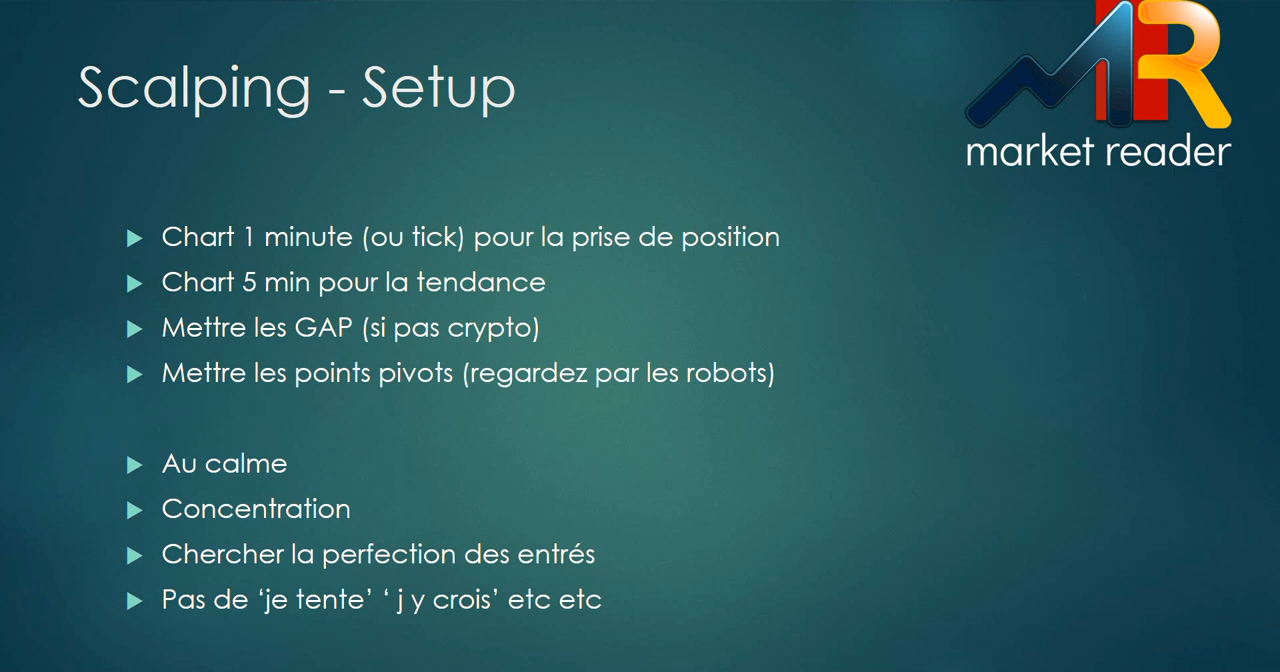 Scalping - Setup
MR
market reader
Chart 1 minute (ou tick) pour la prise de position
Chart 5 min pour la tendance
Mettre les GAP (si pas crypto)
Mettre les points pivots (regardez par les robots)
Au calme
Concentration
Chercher la perfection des entrés
Pas de ‘je tente’ ‘ j y crois’ etc etc